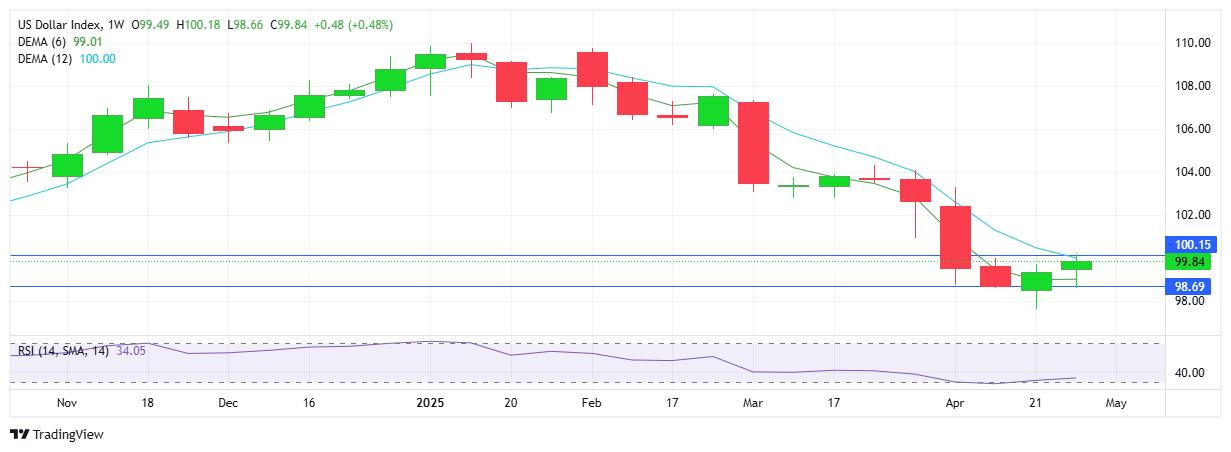 US Dollar Index, 1W O99.49 H100.18 L98.66 C99.84 +0.48 (+0.48%)
DEMA (6) 99.01
DEMA (12) 100.00
110.00
108.00
106.00
104.00
102.00
100.15
99.84
98.69
98.00
RSI (14, SMA, 14) 34.05
40.00
Nov 18 Dec 16 2025 20 Feb 17 Mar 17 Apr 21 May
TradingView